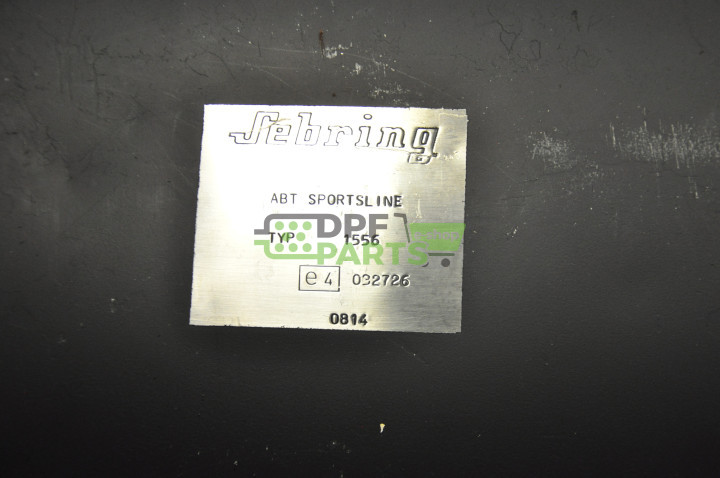 Sebring
ABT SPORTSLINE
DPF
PARTS
TYP 1556
e4 032726
0814